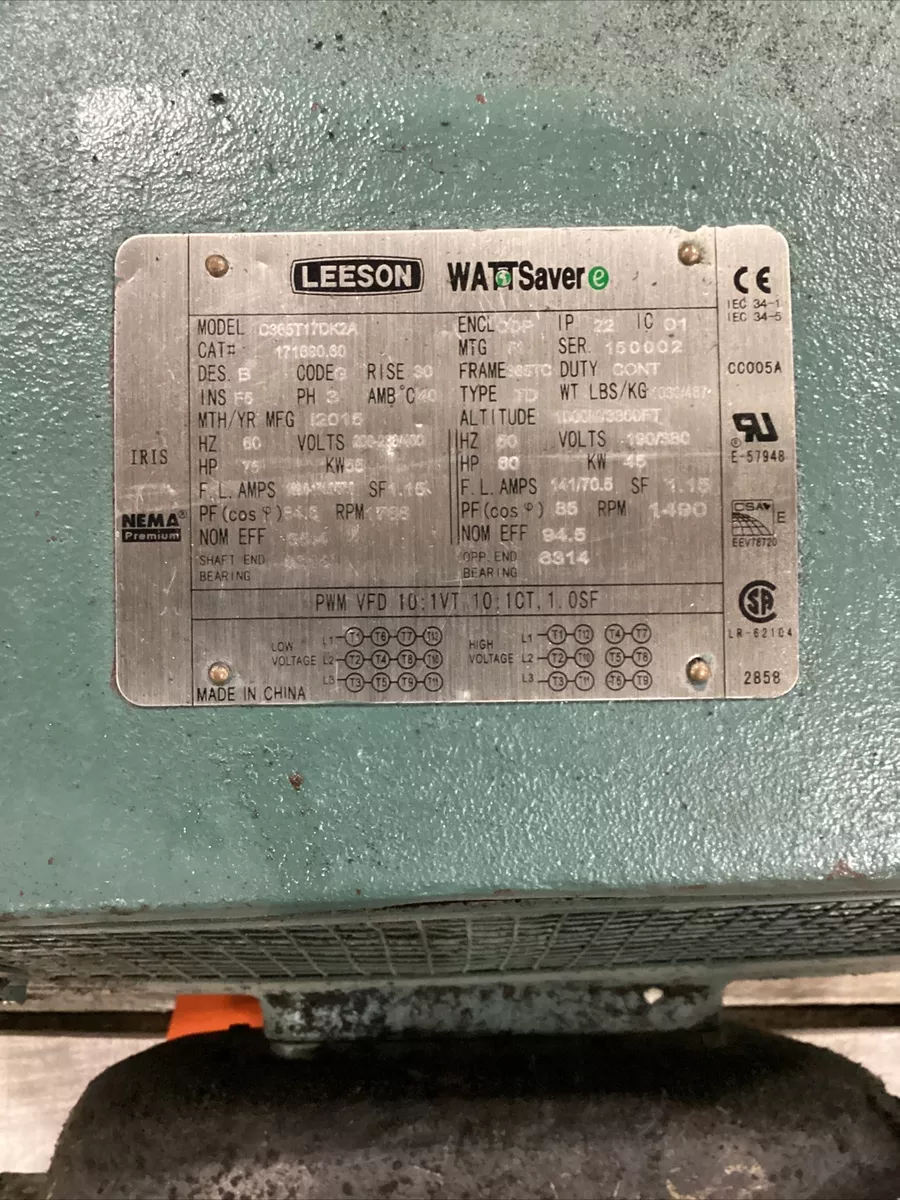 LEESON WATTSaver e
CE
IEC 34-1
IEC 34-5
MODEL C365T17DK2A ENCL IP 22 IC 01
CAT# 171690.60 MTG SER. 150002
CC005A
DES. B CODE G RISE FRAME 365TC DUTY CONT
INS F5 PH 3 AMB°C 40 TYPE TD WT LBS/KG
MTH/YR MFG 12015 ALTITUDE 1000M/3300FT
HZ 60 VOLTS HZ 50 VOLTS 190/380
IRIS
E-57948
HP 75 KW 55 HP 60 KW 45
F.L. AMPS SF 1.15 F.L. AMPS 141/70.5 SF 1.15
CSA E
EEV78720
NEMA®
Premium
PF(cos φ) RPM PF(cos φ) 85 RPM 1490
NOM EFF NOM EFF 94.5
SHAFT END OPP. END 6314
BEARING BEARING
PWM VFD 10:1VT, 10:1CT, 1.0SF
LOW
VOLTAGE
L1 T1 T6 T7 T12
L2 T2 T4 T8 T10
L3 T3 T5 T9 T11
HIGH
VOLTAGE
L1 T1 T12 T4 T7
L2 T2 T10 T5 T8
L3 T3 T11 T6 T9
LR-62104
2858
MADE IN CHINA